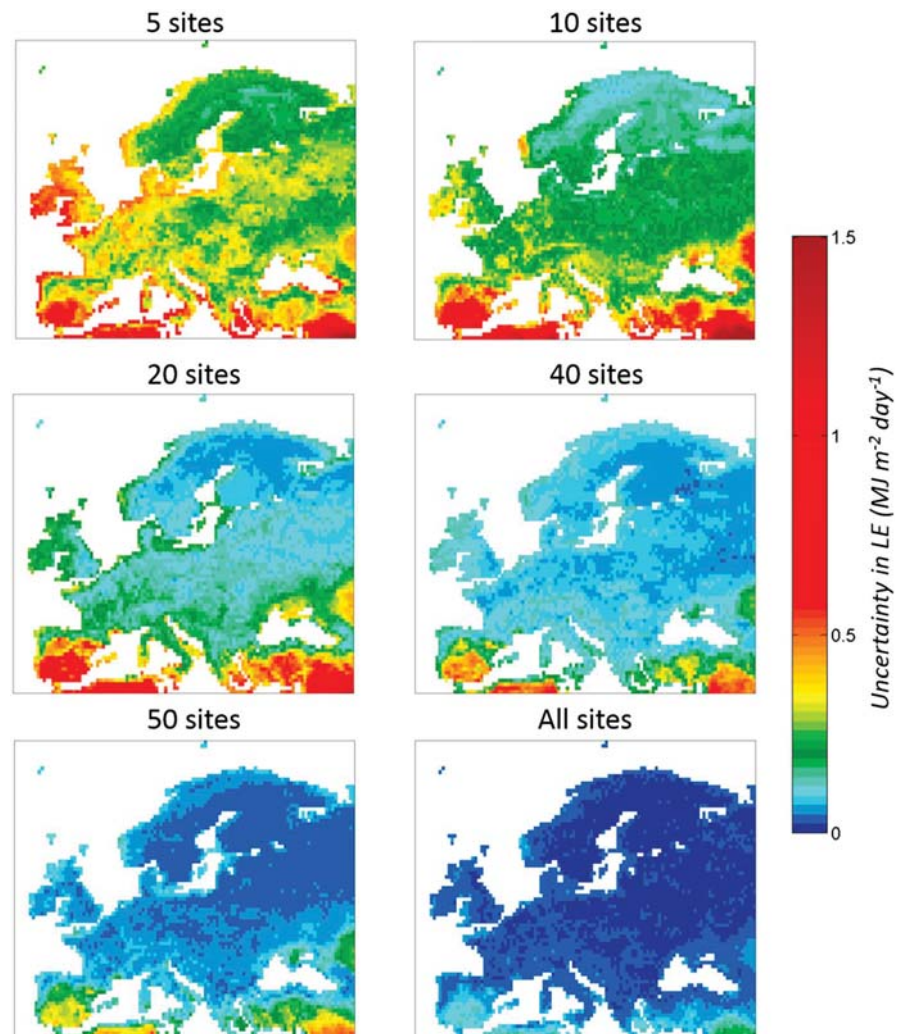 5 sites
10 sites
20 sites
40 sites
50 sites
All sites
1.5
1
0.5
0
Uncertainty in LE (MJ m⁻² day⁻¹)